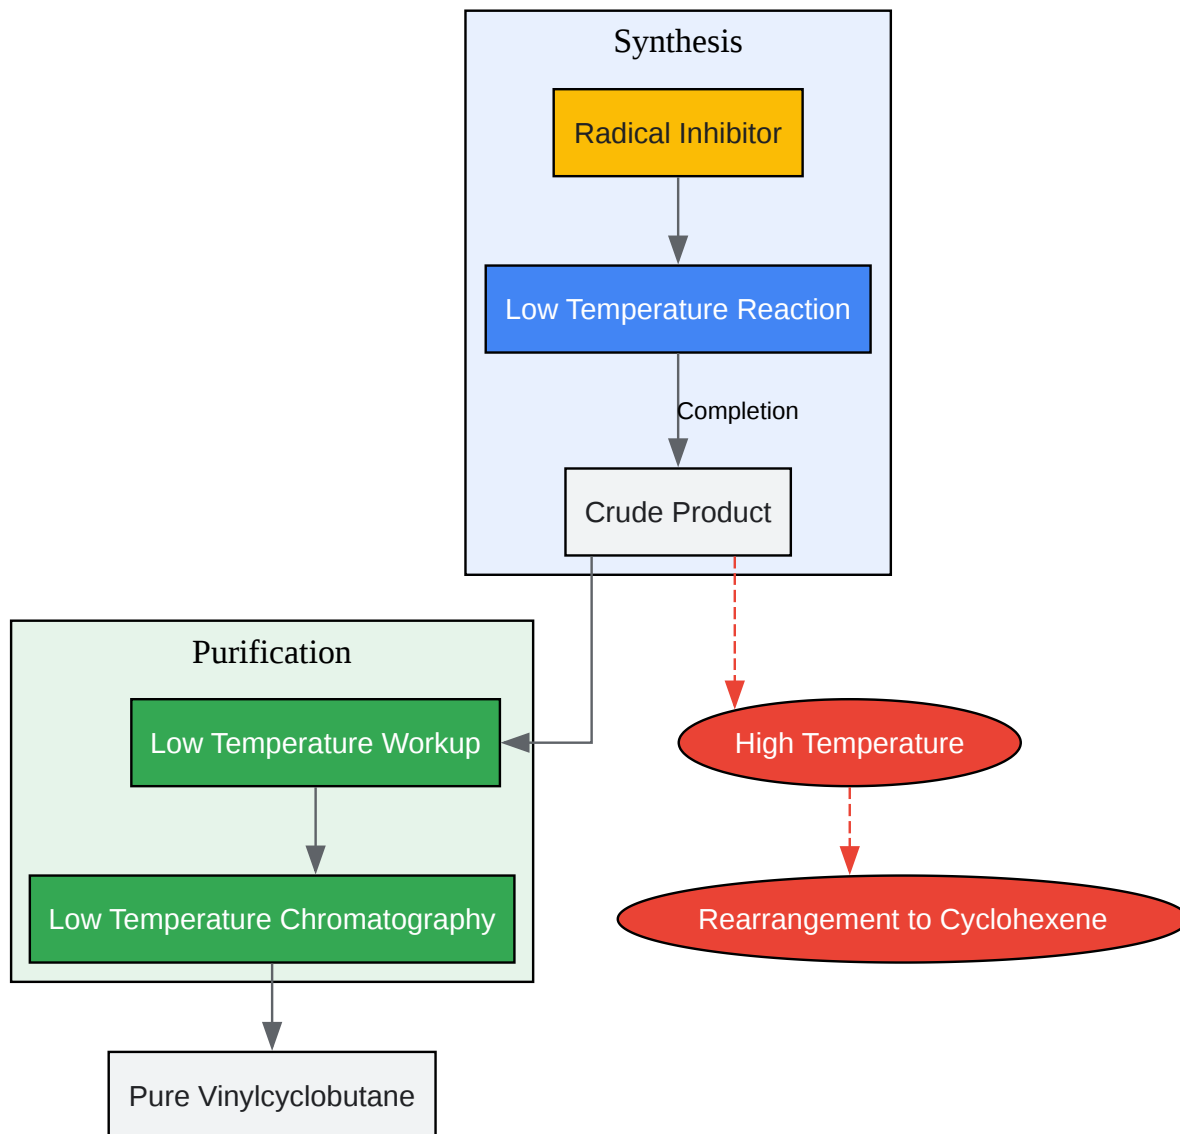 Synthesis
Radical Inhibitor
Low Temperature Reaction
Completion
Crude Product
Purification
Low Temperature Workup
High Temperature
Low Temperature Chromatography
Rearrangement to Cyclohexene
Pure Vinylcyclobutane